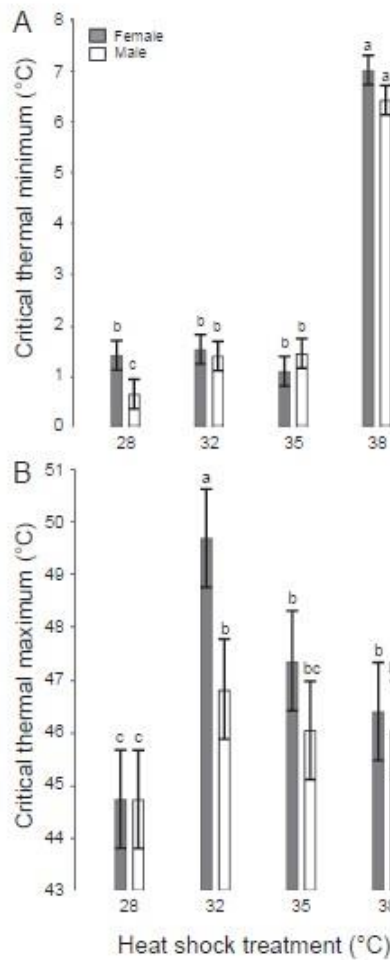 A
Female
Male
Critical thermal minimum (°C)
8
7
6
5
4
3
2
1
0
b
c
b
b
b
b
a
a
28
32
35
38
B
Critical thermal maximum (°C)
51
50
49
48
47
46
45
44
43
c
c
a
b
b
bc
b
28
32
35
Heat shock treatment (°C)